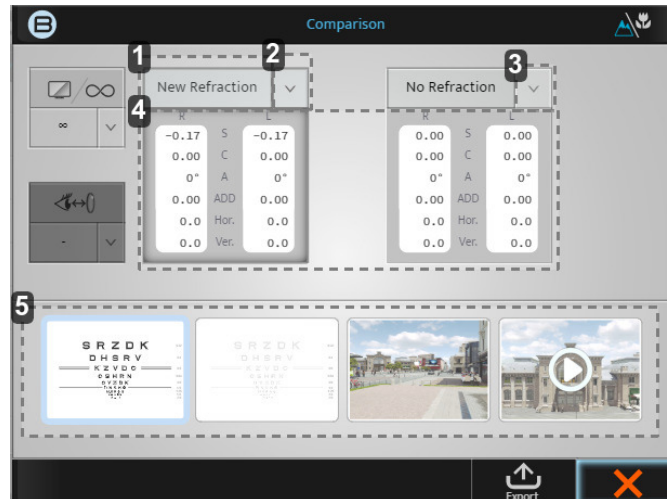 B
Comparison
1
2
3
New Refraction
No Refraction
∞
4
R L
-0.17 S -0.17
0.00 C 0.00
0° A 0°
0.00 ADD 0.00
0.0 Hor. 0.0
0.0 Ver. 0.0
R L
0.00 S 0.00
0.00 C 0.00
0° A 0°
0.00 ADD 0.00
0.0 Hor. 0.0
0.0 Ver. 0.0
∞
-
5
S R Z D K
D H S R V
K Z V D C
S R Z D K
D H S R V
Export